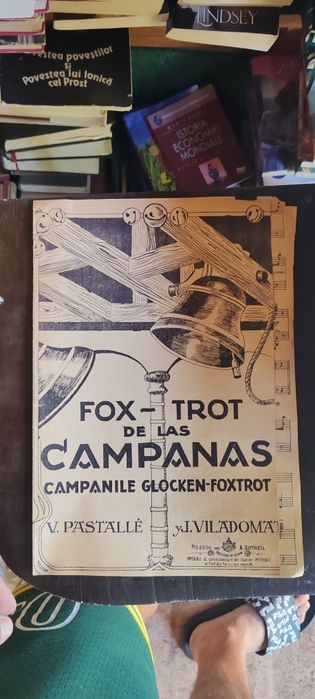 LINDSEY
Povestea poveștilor
și
Povestea lui Ionică
cel Prost
ISTORIA
ECONOMIEI
MONDIALE
FOX-TROT
DE LAS
CAMPANAS
CAMPANILE GLOCKEN-FOXTROT
V. PASTALLÉ y J. VILADOMAT
A. GUTHEIL